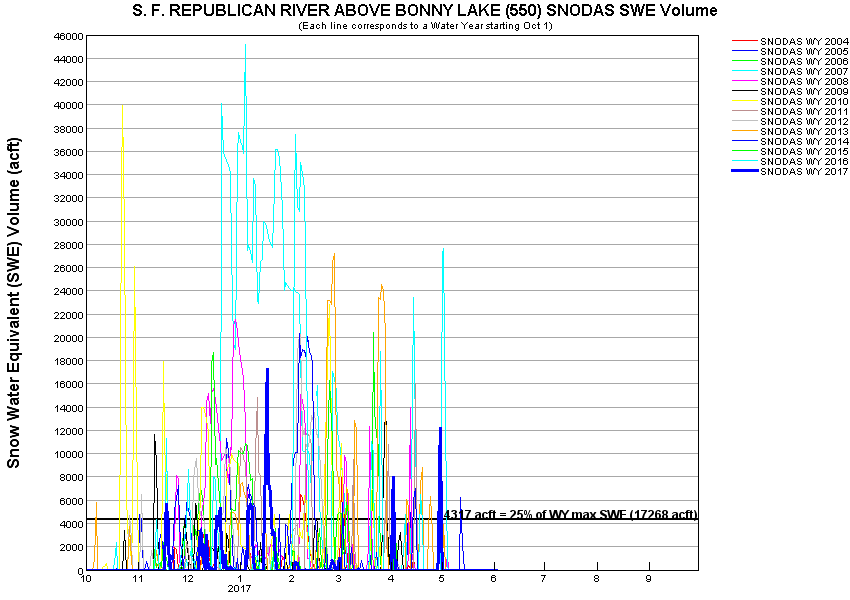 S. F. REPUBLICAN RIVER ABOVE BONNY LAKE (550) SNODAS SWE Volume
(Each line corresponds to a Water Year starting Oct 1)
Snow Water Equivalent (SWE) Volume (acft)
46000
44000
42000
40000
38000
36000
34000
32000
30000
28000
26000
24000
22000
20000
18000
16000
14000
12000
10000
8000
6000
4000
2000
0
SNODAS WY 2004
SNODAS WY 2005
SNODAS WY 2006
SNODAS WY 2007
SNODAS WY 2008
SNODAS WY 2009
SNODAS WY 2010
SNODAS WY 2011
SNODAS WY 2012
SNODAS WY 2013
SNODAS WY 2014
SNODAS WY 2015
SNODAS WY 2016
SNODAS WY 2017
4317 acft = 25% of WY max SWE (17268 acft)
10 11 12 1 2 3 4 5 6 7 8 9
2017